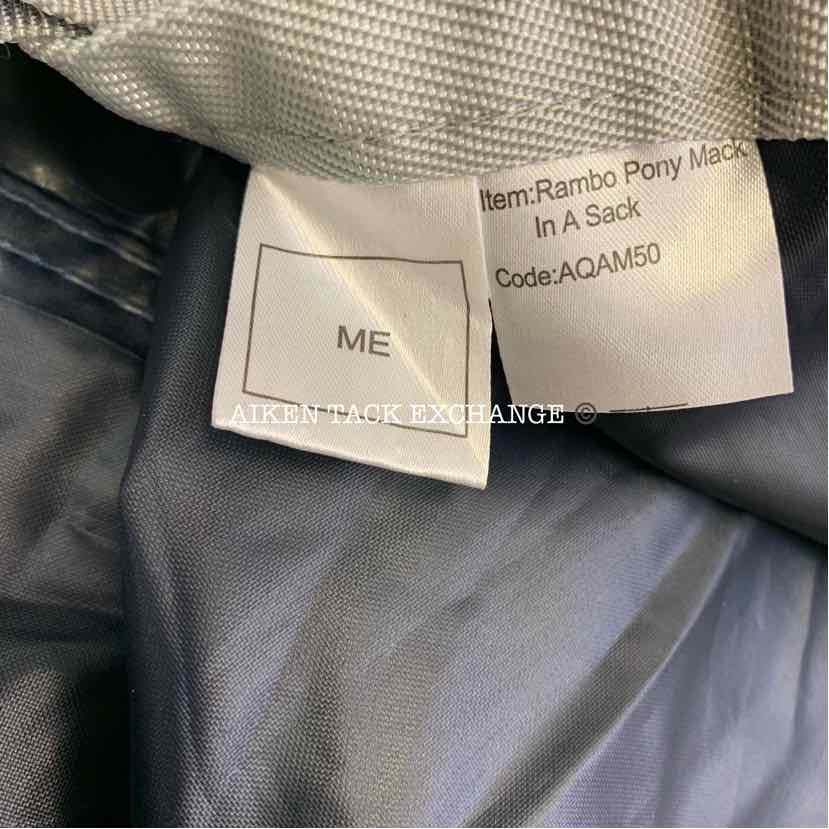 Item:Rambo Pony Mack
In A Sack
Code:AQAM50
ME
AIKEN TACK EXCHANGE ©